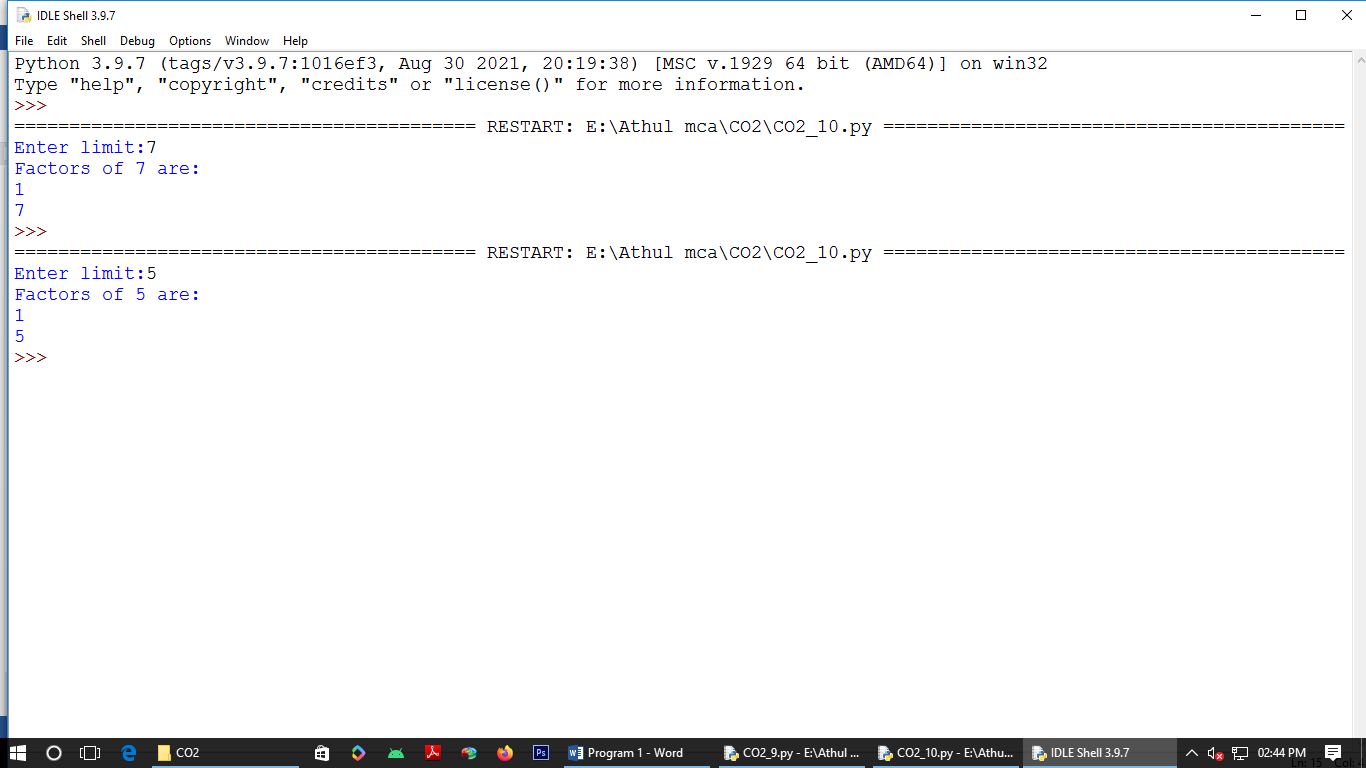 IDLE Shell 3.9.7
File Edit Shell Debug Options Window Help
Python 3.9.7 (tags/v3.9.7:1016ef3, Aug 30 2021, 20:19:38) [MSC v.1929 64 bit (AMD64)] on win32
Type "help", "copyright", "credits" or "license()" for more information.
>>>
========================================== RESTART: E:\Athul mca\CO2\CO2_10.py ==========================================
Enter limit:7
Factors of 7 are:
1
7
>>>
========================================== RESTART: E:\Athul mca\CO2\CO2_10.py ==========================================
Enter limit:5
Factors of 5 are:
1
5
>>>
CO2 Ps Program 1 - Word CO2_9.py - E:\Athul ... CO2_10.py - E:\Athu... IDLE Shell 3.9.7 02:44 PM
Ln: 15 Col: